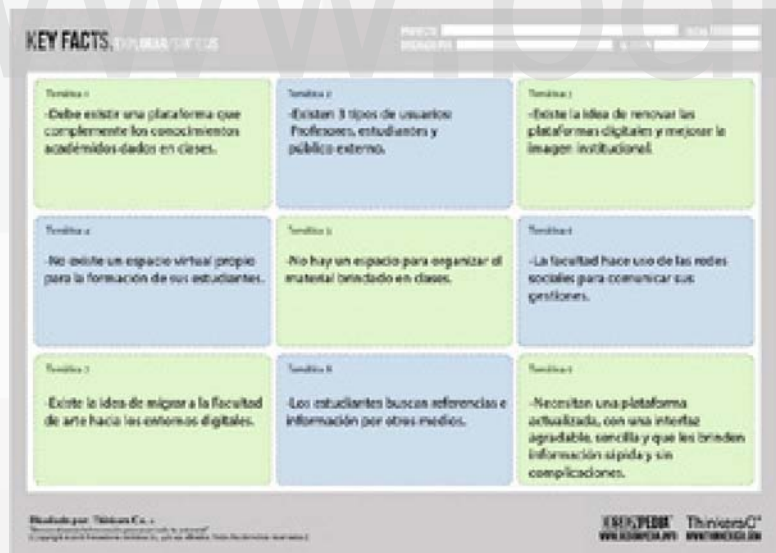 www.
KEY FACTS. EXPLORAR/SINTESIS
Temática 1
-Debe existir una plataforma que
complemente los conocimientos
académidos dados en clases.
Temática 2
-Existen 3 tipos de usuarios:
Profesores, estudiantes y
público externo.
Temática 3
-Existe la idea de renovar las
plataformas digitales y mejorar la
imagen institucional.
Temática 4
-No existe un espacio virtual propio
para la formación de sus estudiantes.
Temática 5
-No hay un espacio para organizar el
material brindado en clases.
Temática 6
-La facultad hace uso de las redes
sociales para comunicar sus
gestiones.
Temática 7
-Existe la idea de migrar a la facultad
de arte hacia los entornos digitales.
Temática 8
-Los estudiantes buscan referencias e
información por otros medios.
Temática 9
-Necesitan una plataforma
actualizada, con una interfaz
agradable, sencilla y que les brinden
información rápida y sin
complicaciones.
Diseñado por: Thinkers Co.
ThinkersCo